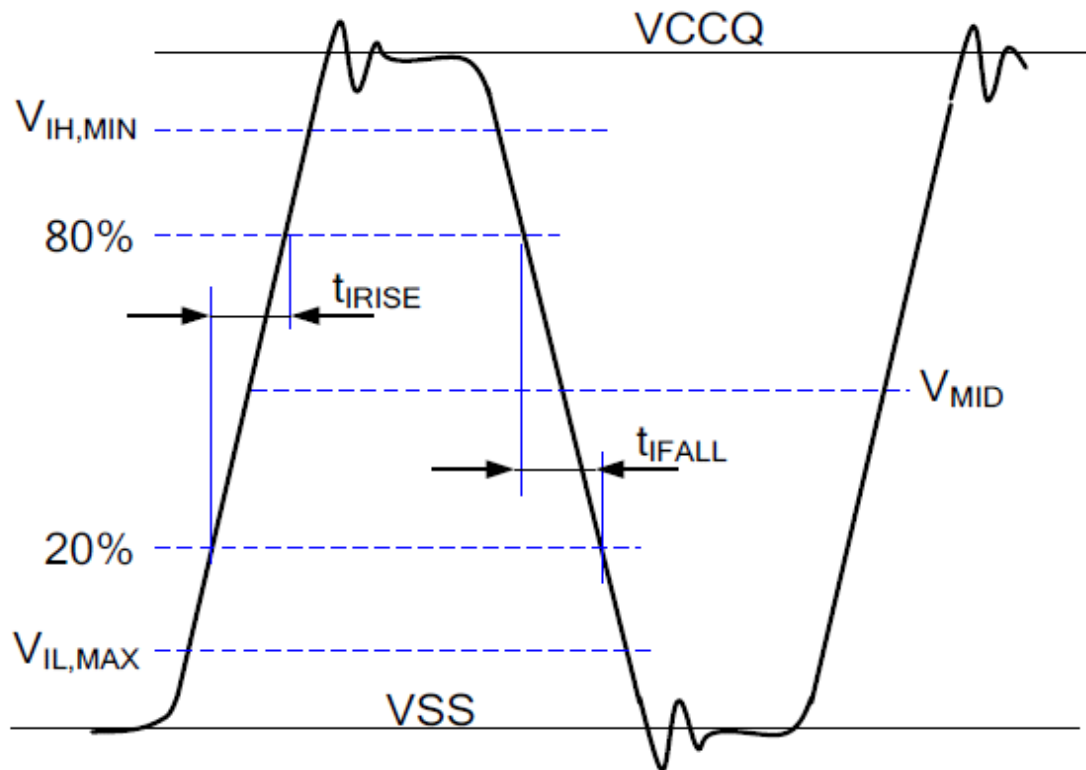 VCCQ
VIH,MIN
80%
tIRISE
VMID
tIFALL
20%
VIL,MAX
VSS